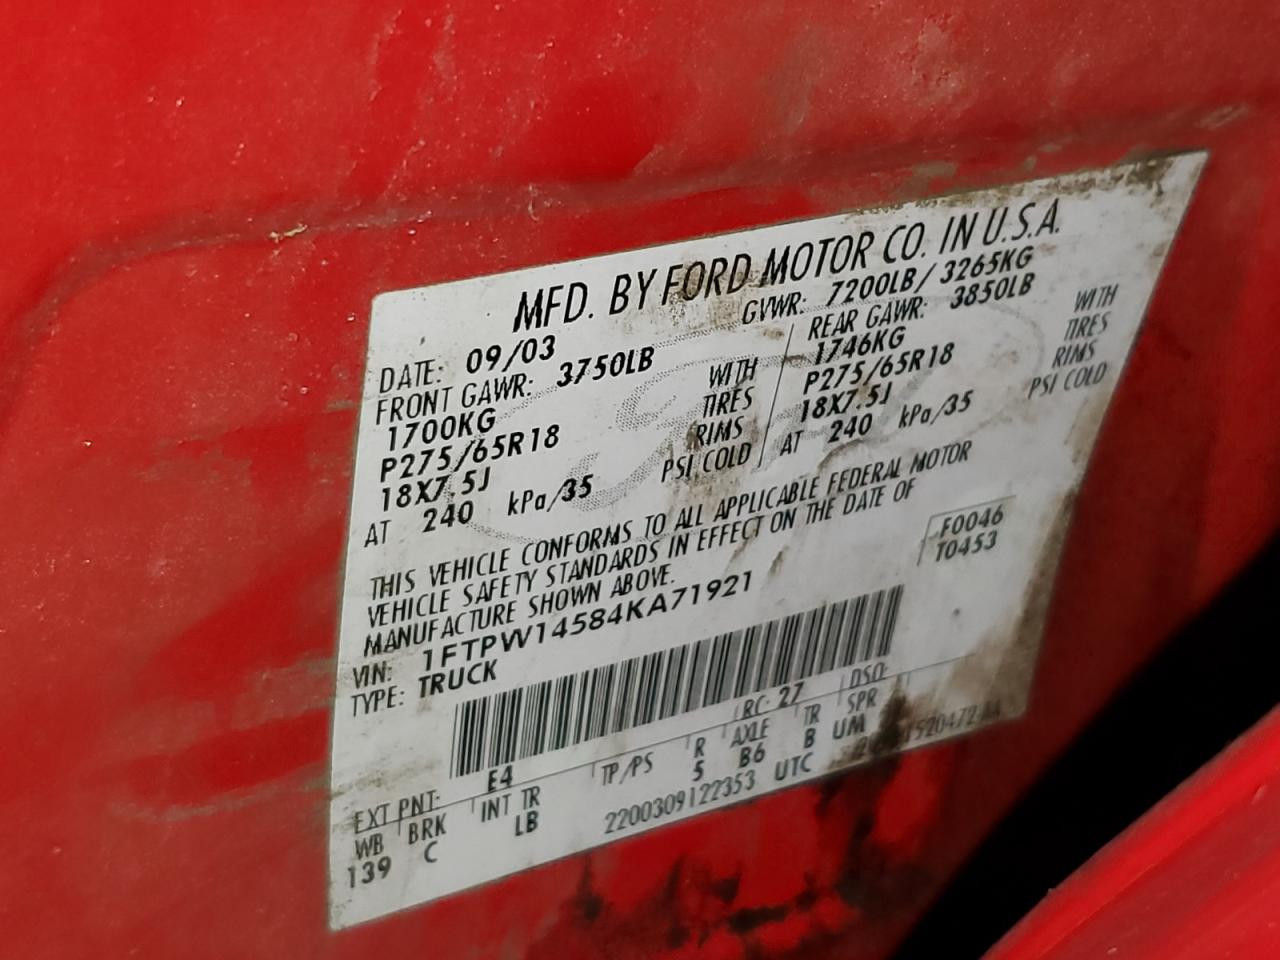 MFD. BY FORD MOTOR CO. IN U.S.A.
DATE: 09/03 GVWR: 7200LB / 3265KG
FRONT GAWR: 3750LB REAR GAWR: 3850LB
1700KG WITH 1746KG WITH
P275/65R18 TIRES P275/65R18 TIRES
18X7.5J RIMS 18X7.5J RIMS
AT 240 kPa/35 PSI COLD AT 240 kPa/35 PSI COLD
THIS VEHICLE CONFORMS TO ALL APPLICABLE FEDERAL MOTOR
VEHICLE SAFETY STANDARDS IN EFFECT ON THE DATE OF
MANUFACTURE SHOWN ABOVE.
F0046
T0453
VIN: 1FTPW14584KA71921
TYPE: TRUCK
EXT PNT: E4 RC: 27 DSO:
WB BRK INT TR TP/PS R AXLE TR SPR
139 C LB 5 B6 B UM
2200309122353 UTC